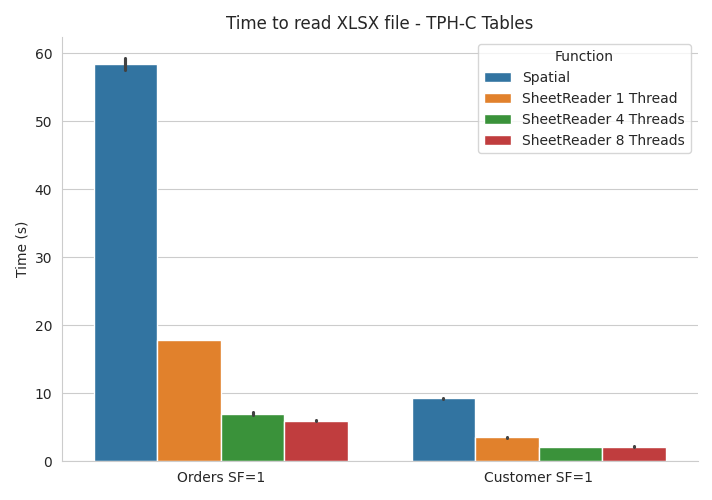 Time to read XLSX file - TPH-C Tables
Function
Spatial
SheetReader 1 Thread
SheetReader 4 Threads
SheetReader 8 Threads
Time (s)
60
50
40
30
20
10
0
Orders SF=1
Customer SF=1